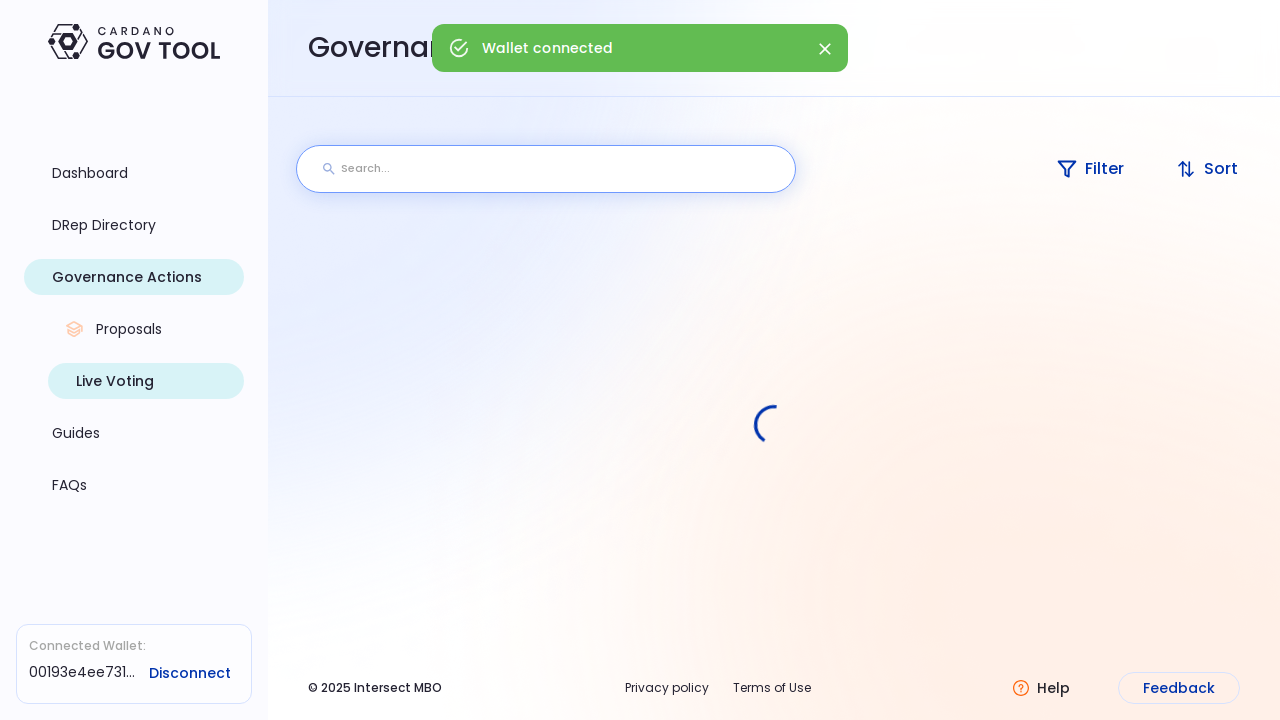 CARDANO
GOV TOOL
Dashboard
DRep Directory
Governance Actions
Proposals
Live Voting
Guides
FAQs
Connected Wallet:
00193e4ee731...
Disconnect
Wallet connected
Search...
Filter
Sort
© 2025 Intersect MBO
Privacy policy
Terms of Use
Help
Feedback